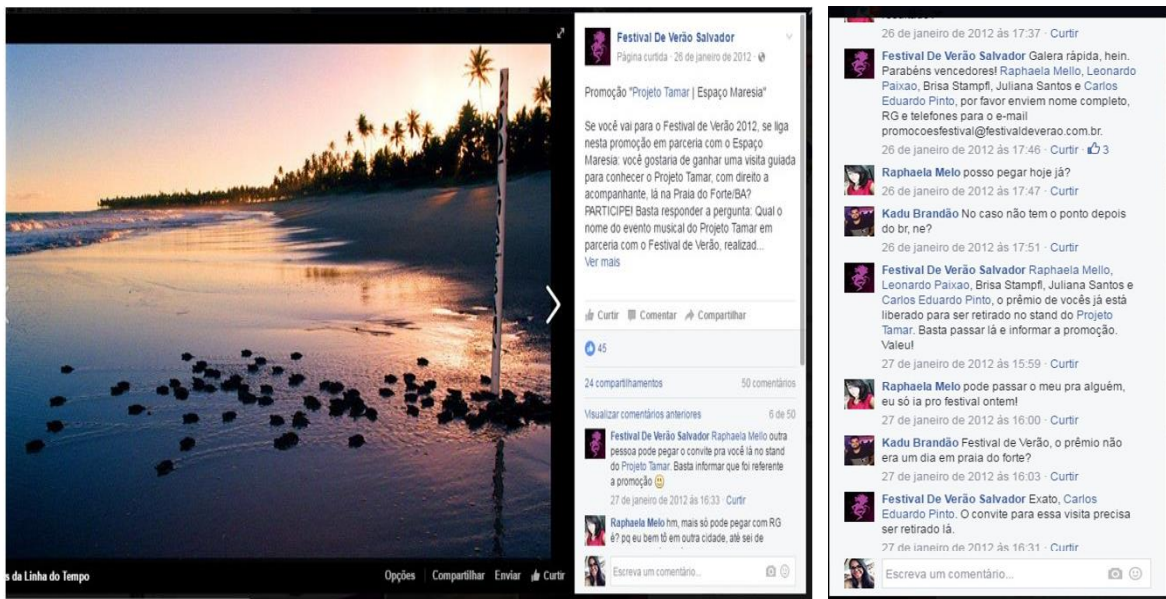 Festival De Verão Salvador
Página curtida · 26 de janeiro de 2012 ·
Promoção "Projeto Tamar | Espaço Maresia"
Se você vai para o Festival de Verão 2012, se liga
nesta promoção em parceria com o Espaço
Maresia: você gostaria de ganhar uma visita guiada
para conhecer o Projeto Tamar, com direito a
acompanhante, lá na Praia do Forte/BA?
PARTICIPE! Basta responder a pergunta: Qual o
nome do evento musical do Projeto Tamar em
parceria com o Festival de Verão, realizad...
Ver mais
Curtir Comentar Compartilhar
45
24 compartilhamentos 50 comentários
Visualizar comentários anteriores 6 de 50
Festival De Verão Salvador Raphaela Mello outra
pessoa pode pegar o convite pra você lá no stand
do Projeto Tamar. Basta informar que foi referente
a promoção
27 de janeiro de 2012 às 16:33 · Curtir
Raphaela Melo hm, mais só pode pegar com RG
é? pq eu bem tô em outra cidade, até sei de
Escreva um comentário...
s da Linha do Tempo
Opções Compartilhar Enviar Curtir
26 de janeiro de 2012 às 17:37 · Curtir
Festival De Verão Salvador Galera rápida, hein.
Parabéns vencedores! Raphaela Mello, Leonardo
Paixao, Brisa Stampfl, Juliana Santos e Carlos
Eduardo Pinto, por favor enviem nome completo,
RG e telefones para o e-mail
promocoesfestival@festivaldeverao.com.br.
26 de janeiro de 2012 às 17:46 · Curtir · 3
Raphaela Melo posso pegar hoje já?
26 de janeiro de 2012 às 17:47 · Curtir
Kadu Brandão No caso não tem o ponto depois
do br, ne?
26 de janeiro de 2012 às 17:51 · Curtir
Festival De Verão Salvador Raphaela Mello,
Leonardo Paixao, Brisa Stampfl, Juliana Santos e
Carlos Eduardo Pinto, o prêmio de vocês já está
liberado para ser retirado no stand do Projeto
Tamar. Basta passar lá e informar a promoção.
Valeu!
27 de janeiro de 2012 às 15:59 · Curtir
Raphaela Melo pode passar o meu pra alguém,
eu só ia pro festival ontem!
27 de janeiro de 2012 às 16:00 · Curtir
Kadu Brandão Festival de Verão, o prêmio não
era um dia em praia do forte?
27 de janeiro de 2012 às 16:03 · Curtir
Festival De Verão Salvador Exato, Carlos
Eduardo Pinto. O convite para essa visita precisa
ser retirado lá.
27 de janeiro de 2012 às 16:31 · Curtir
Escreva um comentário...